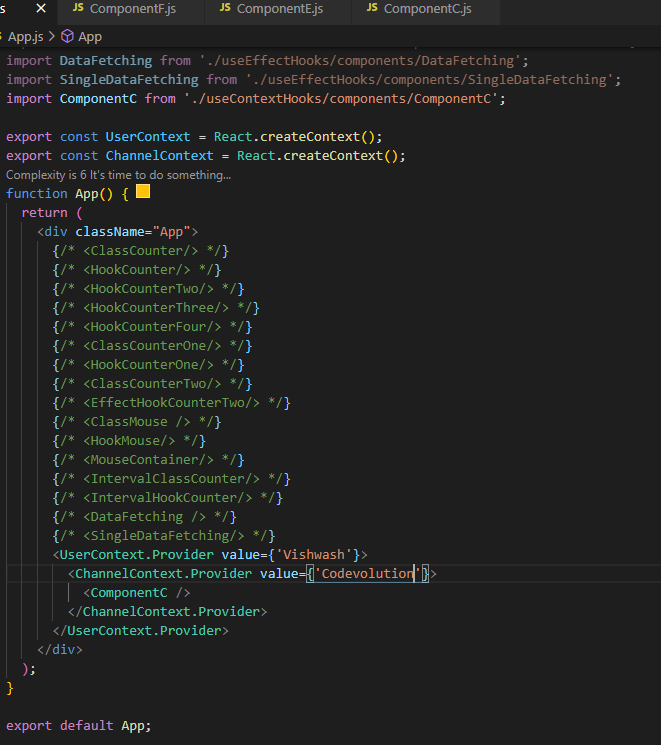 s × JS ComponentF.js JS ComponentE.js JS ComponentC.js
App.js > App
import DataFetching from './useEffectHooks/components/DataFetching';
import SingleDataFetching from './useEffectHooks/components/SingleDataFetching';
import ComponentC from './useContextHooks/components/ComponentC';
export const UserContext = React.createContext();
export const ChannelContext = React.createContext();
Complexity is 6 It's time to do something...
function App() {
return (
<div className="App">
{/* <ClassCounter/> */}
{/* <HookCounter/> */}
{/* <HookCounterTwo/> */}
{/* <HookCounterThree/> */}
{/* <HookCounterFour/> */}
{/* <ClassCounterOne/> */}
{/* <HookCounterOne/> */}
{/* <ClassCounterTwo/> */}
{/* <EffectHookCounterTwo/> */}
{/* <ClassMouse /> */}
{/* <HookMouse/> */}
{/* <MouseContainer/> */}
{/* <IntervalClassCounter/> */}
{/* <IntervalHookCounter/> */}
{/* <DataFetching /> */}
{/* <SingleDataFetching/> */}
<UserContext.Provider value={'Vishwash'}>
<ChannelContext.Provider value={'Codevolution'}>
<ComponentC />
</ChannelContext.Provider>
</UserContext.Provider>
</div>
);
}
export default App;